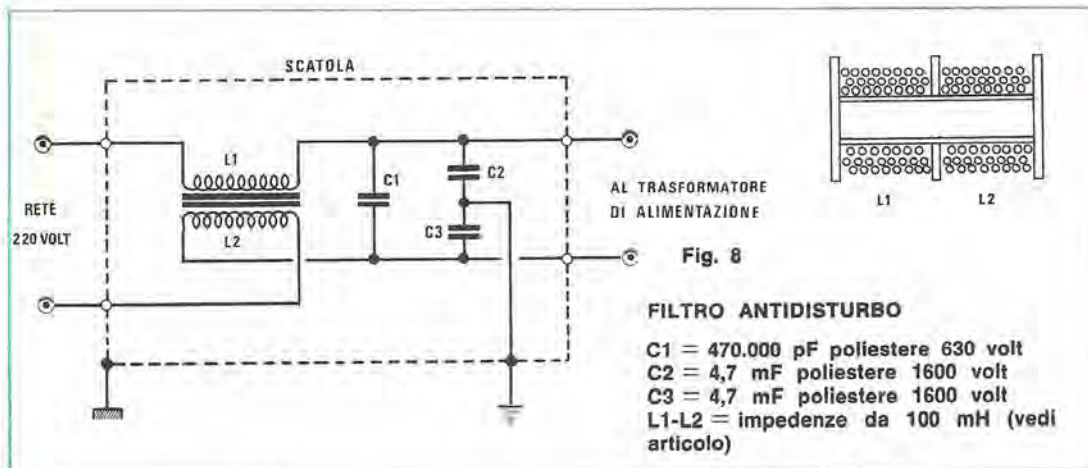 SCATOLA
L1
L2
C1
C2
C3
RETE
220 VOLT
AL TRASFORMATORE
DI ALIMENTAZIONE
L1 L2
Fig. 8
FILTRO ANTIDISTURBO
C1 = 470.000 pF poliestere 630 volt
C2 = 4,7 mF poliestere 1600 volt
C3 = 4,7 mF poliestere 1600 volt
L1-L2 = impedenze da 100 mH (vedi
articolo)